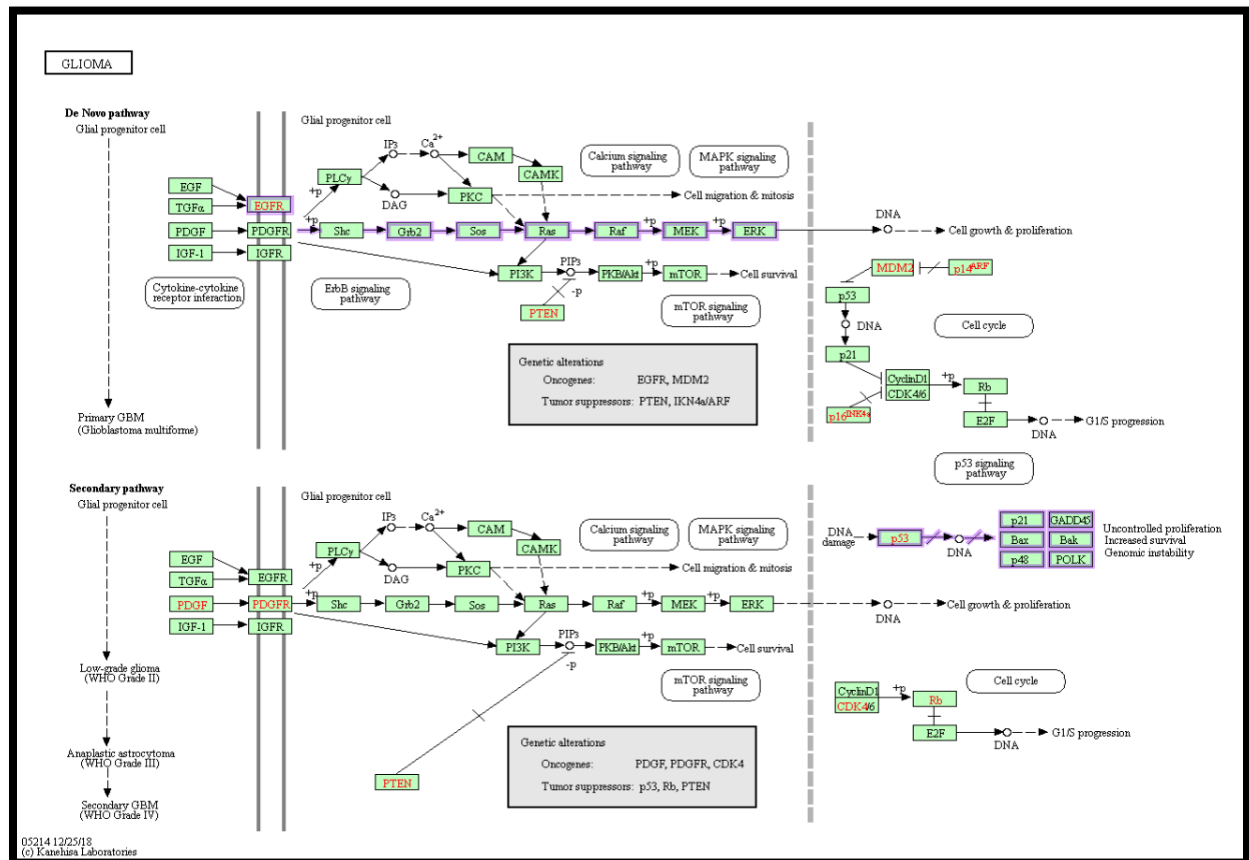 GLIOMA
De Novo pathway
Glial progenitor cell
Primary GBM
(Glioblastoma multiforme)
EGF
TGFα
PDGF
IGF-1
EGFR
PDGFR
IGFR
Cytokine-cytokine
receptor interaction
Glial progenitor cell
+p
+p
PLCγ
IP3
Ca2+
DAG
CAM
CAMK
PKC
Calcium signaling
pathway
MAPK signaling
pathway
Cell migration & mitosis
Shc
Grb2
Sos
Ras
Raf
+p
MEK
+p
ERK
DNA
Cell growth & proliferation
ErbB signaling
pathway
PI3K
PIP3
-p
PTEN
PKB/Akt
+p
mTOR
Cell survival
mTOR signaling
pathway
Genetic alterations
Oncogenes: EGFR, MDM2
Tumor suppressors: PTEN, IKN4a/ARF
MDM2
p14ARF
p53
DNA
p21
Cell cycle
CyclinD1
CDK4/6
p16INK4a
+p
Rb
E2F
DNA
G1/S progression
p53 signaling
pathway
Secondary pathway
Glial progenitor cell
Low-grade glioma
(WHO Grade II)
Anaplastic astrocytoma
(WHO Grade III)
Secondary GBM
(WHO Grade IV)
EGF
TGFα
PDGF
IGF-1
EGFR
PDGFR
IGFR
Glial progenitor cell
+p
+p
PLCγ
IP3
Ca2+
DAG
CAM
CAMK
PKC
Calcium signaling
pathway
MAPK signaling
pathway
Cell migration & mitosis
Shc
Grb2
Sos
Ras
Raf
+p
MEK
+p
ERK
DNA
Cell growth & proliferation
PI3K
PIP3
-p
PTEN
PKB/Akt
+p
mTOR
Cell survival
mTOR signaling
pathway
Genetic alterations
Oncogenes: PDGF, PDGFR, CDK4
Tumor suppressors: p53, Rb, PTEN
DNA
damage
p53
DNA
p21
GADD45
Bax
Bak
p48
POLK
Uncontrolled proliferation
Increased survival
Genomic instability
CyclinD1
CDK4/6
+p
Rb
Cell cycle
E2F
DNA
G1/S progression
05214 12/25/18
(c) Kanehisa Laboratories